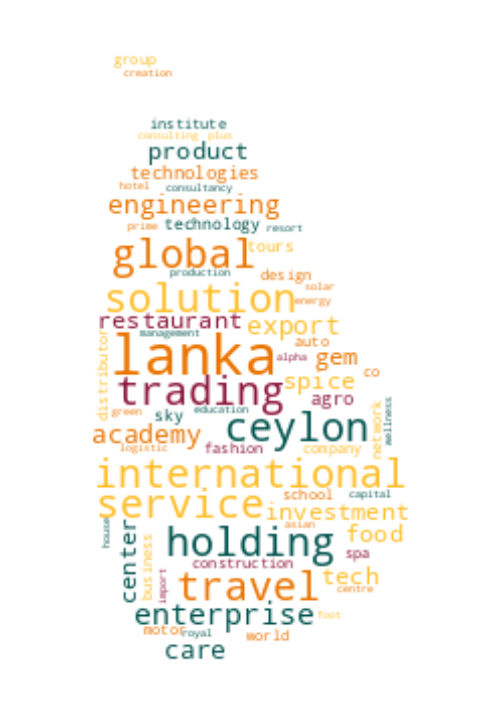 group
creation
institute
consulting plus
product
technologies
hotel consultancy
engineering
prime technology resort
global tours
production design
solar
solution energy
restaurant export
management
auto
lanka alpha gem
distributor
co
trading spice
agro
green sky education
ceylon network wellness
academy
logistic fashion company
international
service school capital
investment
asian
house
holding food
center business
spa
construction
import travel tech
centre
enterprise foot
motor royal world
care